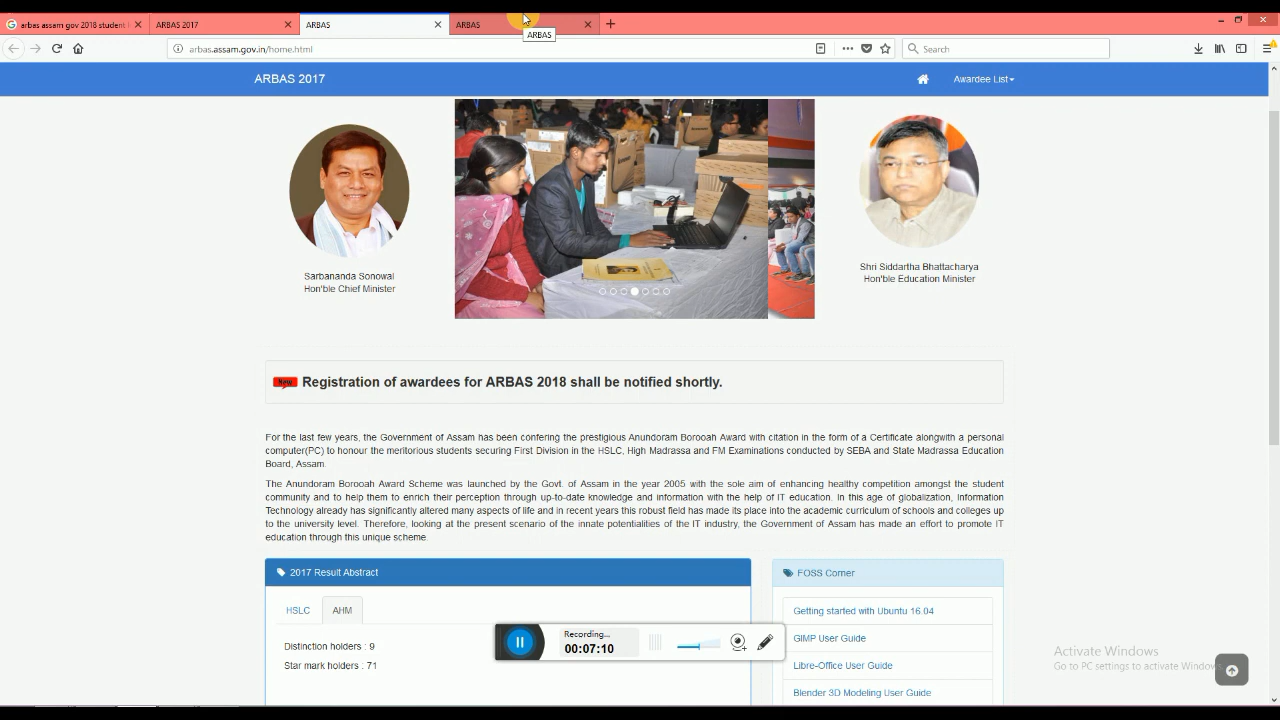 arbas assam gov 2018 student l
ARBAS 2017
ARBAS
ARBAS
ARBAS
arbas.assam.gov.in/home.html
Search
ARBAS 2017
Awardee List
Sarbananda Sonowal
Hon'ble Chief Minister
Shri Siddartha Bhattacharya
Hon'ble Education Minister
New Registration of awardees for ARBAS 2018 shall be notified shortly.
For the last few years, the Government of Assam has been confering the prestigious Anundoram Borooah Award with citation in the form of a Certificate alongwith a personal
computer(PC) to honour the meritorious students securing First Division in the HSLC, High Madrassa and FM Examinations conducted by SEBA and State Madrassa Education
Board, Assam.
The Anundoram Borooah Award Scheme was launched by the Govt. of Assam in the year 2005 with the sole aim of enhancing healthy competition amongst the student
community and to help them to enrich their perception through up-to-date knowledge and information with the help of IT education. In this age of globalization, Information
Technology already has significantly altered many aspects of life and in recent years this robust field has made its place into the academic curriculum of schools and colleges up
to the university level. Therefore, looking at the present scenario of the innate potentialities of the IT industry, the Government of Assam has made an effort to promote IT
education through this unique scheme.
2017 Result Abstract
HSLC AHM
Distinction holders : 9
Star mark holders : 71
FOSS Corner
Getting started with Ubuntu 16.04
GIMP User Guide
Libre-Office User Guide
Blender 3D Modeling User Guide
Recording...
00:07:10
Activate Windows
Go to PC settings to activate Windows